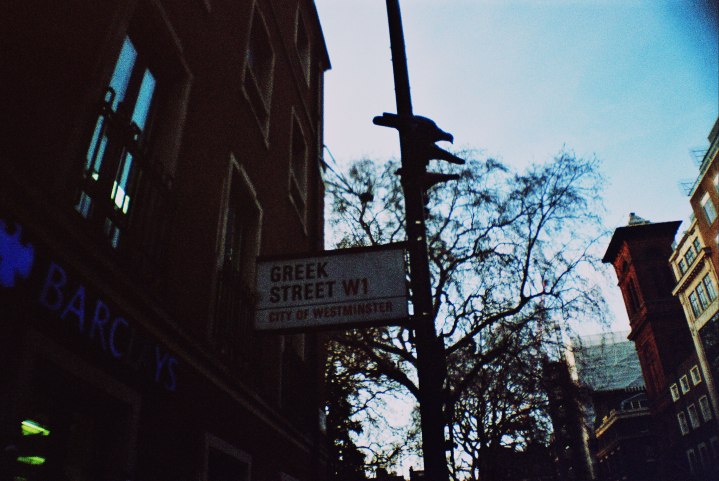 GREEK
STREET W1
CITY OF WESTMINSTER
BARCLAYS